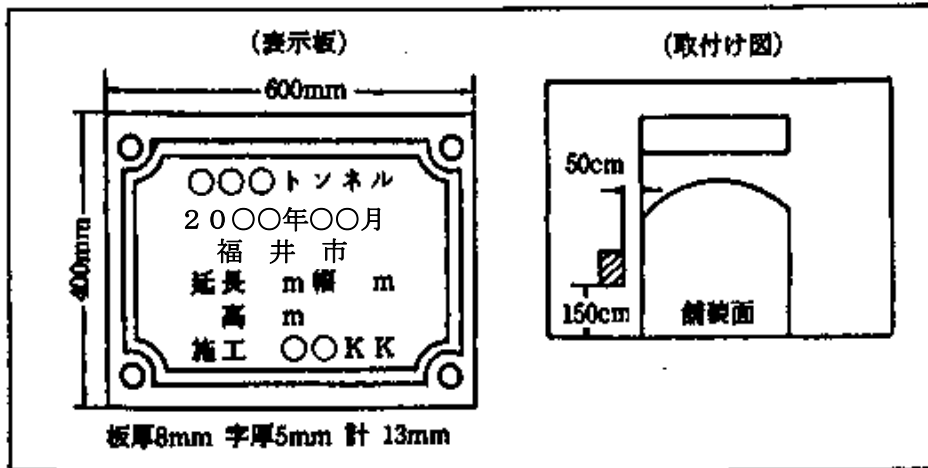 (表示板)
600mm
400mm
○○○トンネル
２０○○年○○月
福井市
延長 m幅 m
高 m
施工 ○○KK
板厚8mm 字厚5mm 計 13mm
(取付け図)
50cm
150cm
舗装面